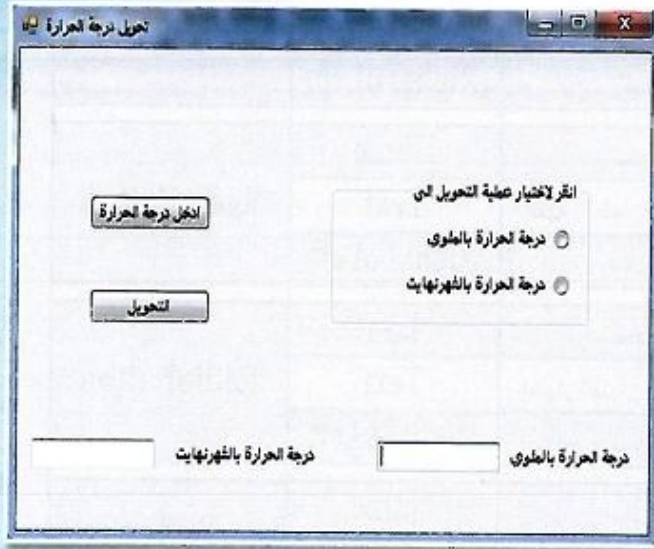 تحويل درجة الحرارة
انقر لاختيار عملية التحويل الى
درجة الحرارة بالمئوي
درجة الحرارة بالفهرنهايت
ادخل درجة الحرارة
التحويل
درجة الحرارة بالمئوي
درجة الحرارة بالفهرنهايت